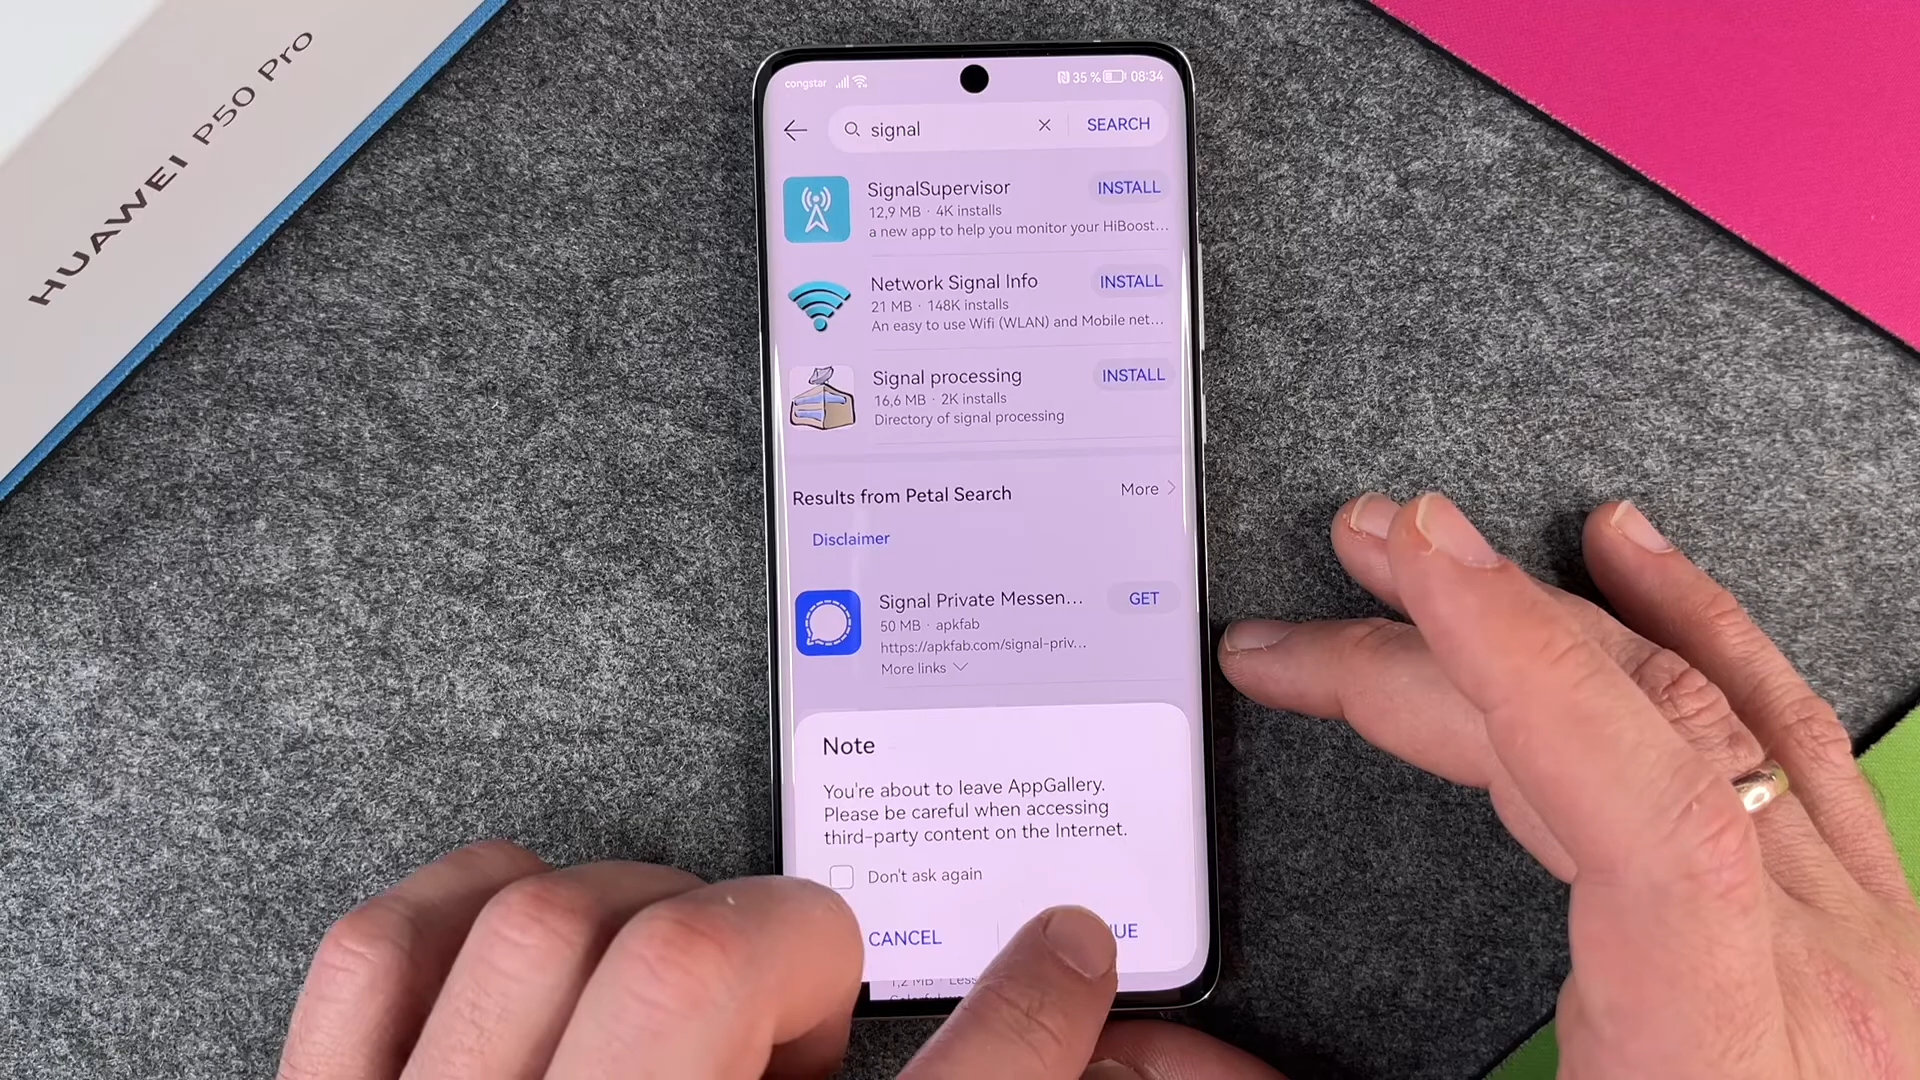 HUAWEI P50 Pro
congstar
35 % 08:34
signal
SEARCH
SignalSupervisor
INSTALL
12,9 MB · 4K installs
a new app to help you monitor your HiBoost...
Network Signal Info
INSTALL
21 MB · 148K installs
An easy to use Wifi (WLAN) and Mobile net...
Signal processing
INSTALL
16,6 MB · 2K installs
Directory of signal processing
Results from Petal Search
More
Disclaimer
Signal Private Messen...
GET
50 MB · apkfab
https://apkfab.com/signal-priv...
More links
Note
You're about to leave AppGallery.
Please be careful when accessing
third-party content on the Internet.
Don't ask again
CANCEL
UE
1,2 MB